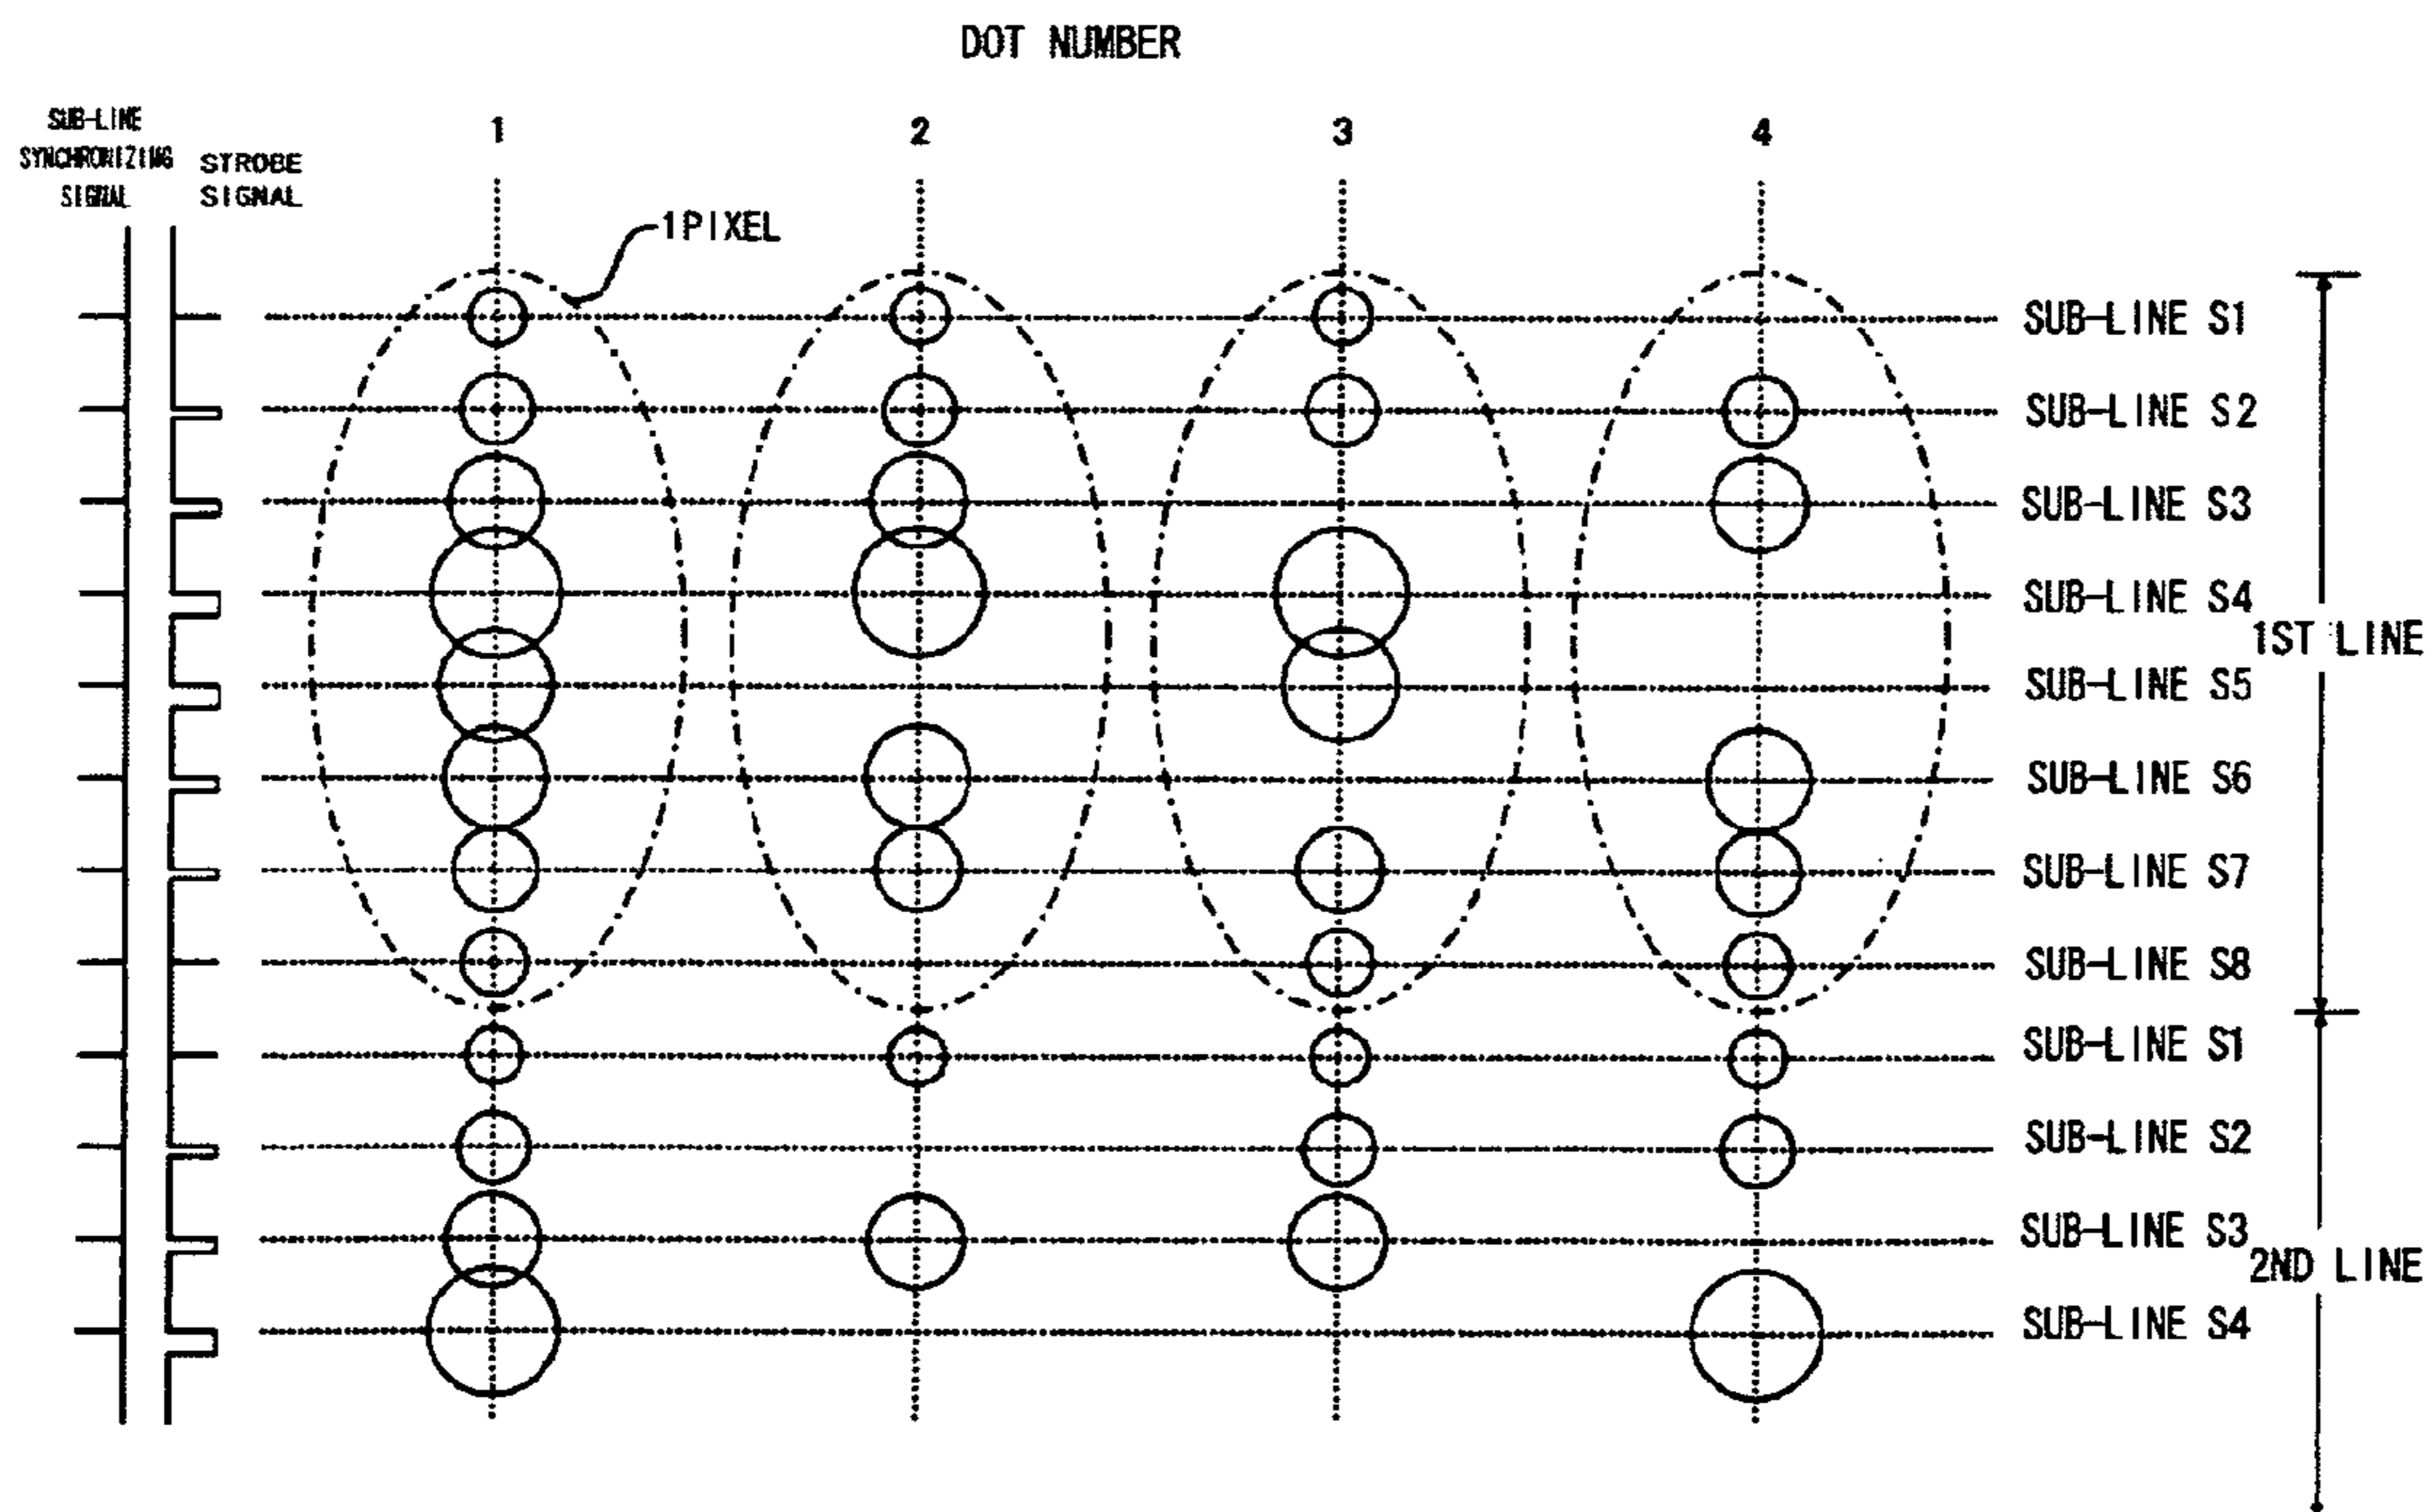 DOT NUMBER
SUB-LINE
SYNCHRONIZING
SIGNAL
STROBE
SIGNAL
1
2
3
4
1PIXEL
SUB-LINE S1
SUB-LINE S2
SUB-LINE S3
SUB-LINE S4
1ST LINE
SUB-LINE S5
SUB-LINE S6
SUB-LINE S7
SUB-LINE S8
SUB-LINE S1
SUB-LINE S2
SUB-LINE S3
2ND LINE
SUB-LINE S4